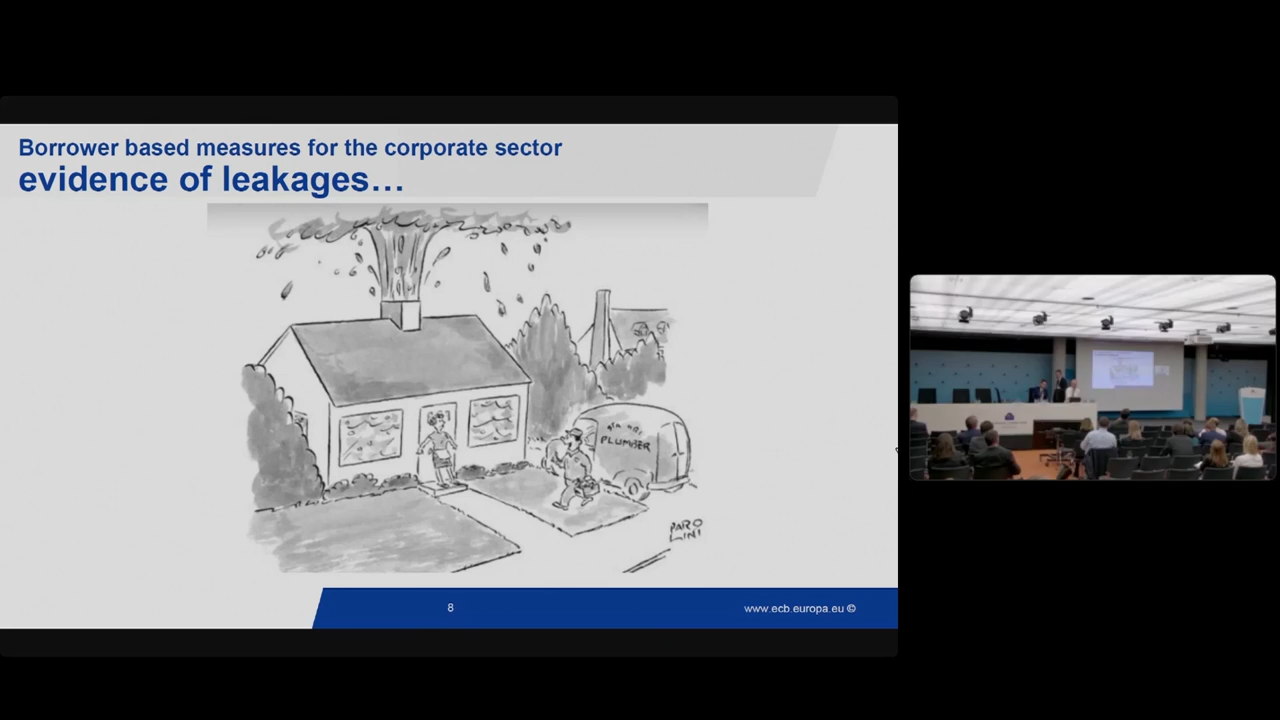 Borrower based measures for the corporate sector
evidence of leakages…
PLUMBER
PARO
LINI
8
www.ecb.europa.eu ©